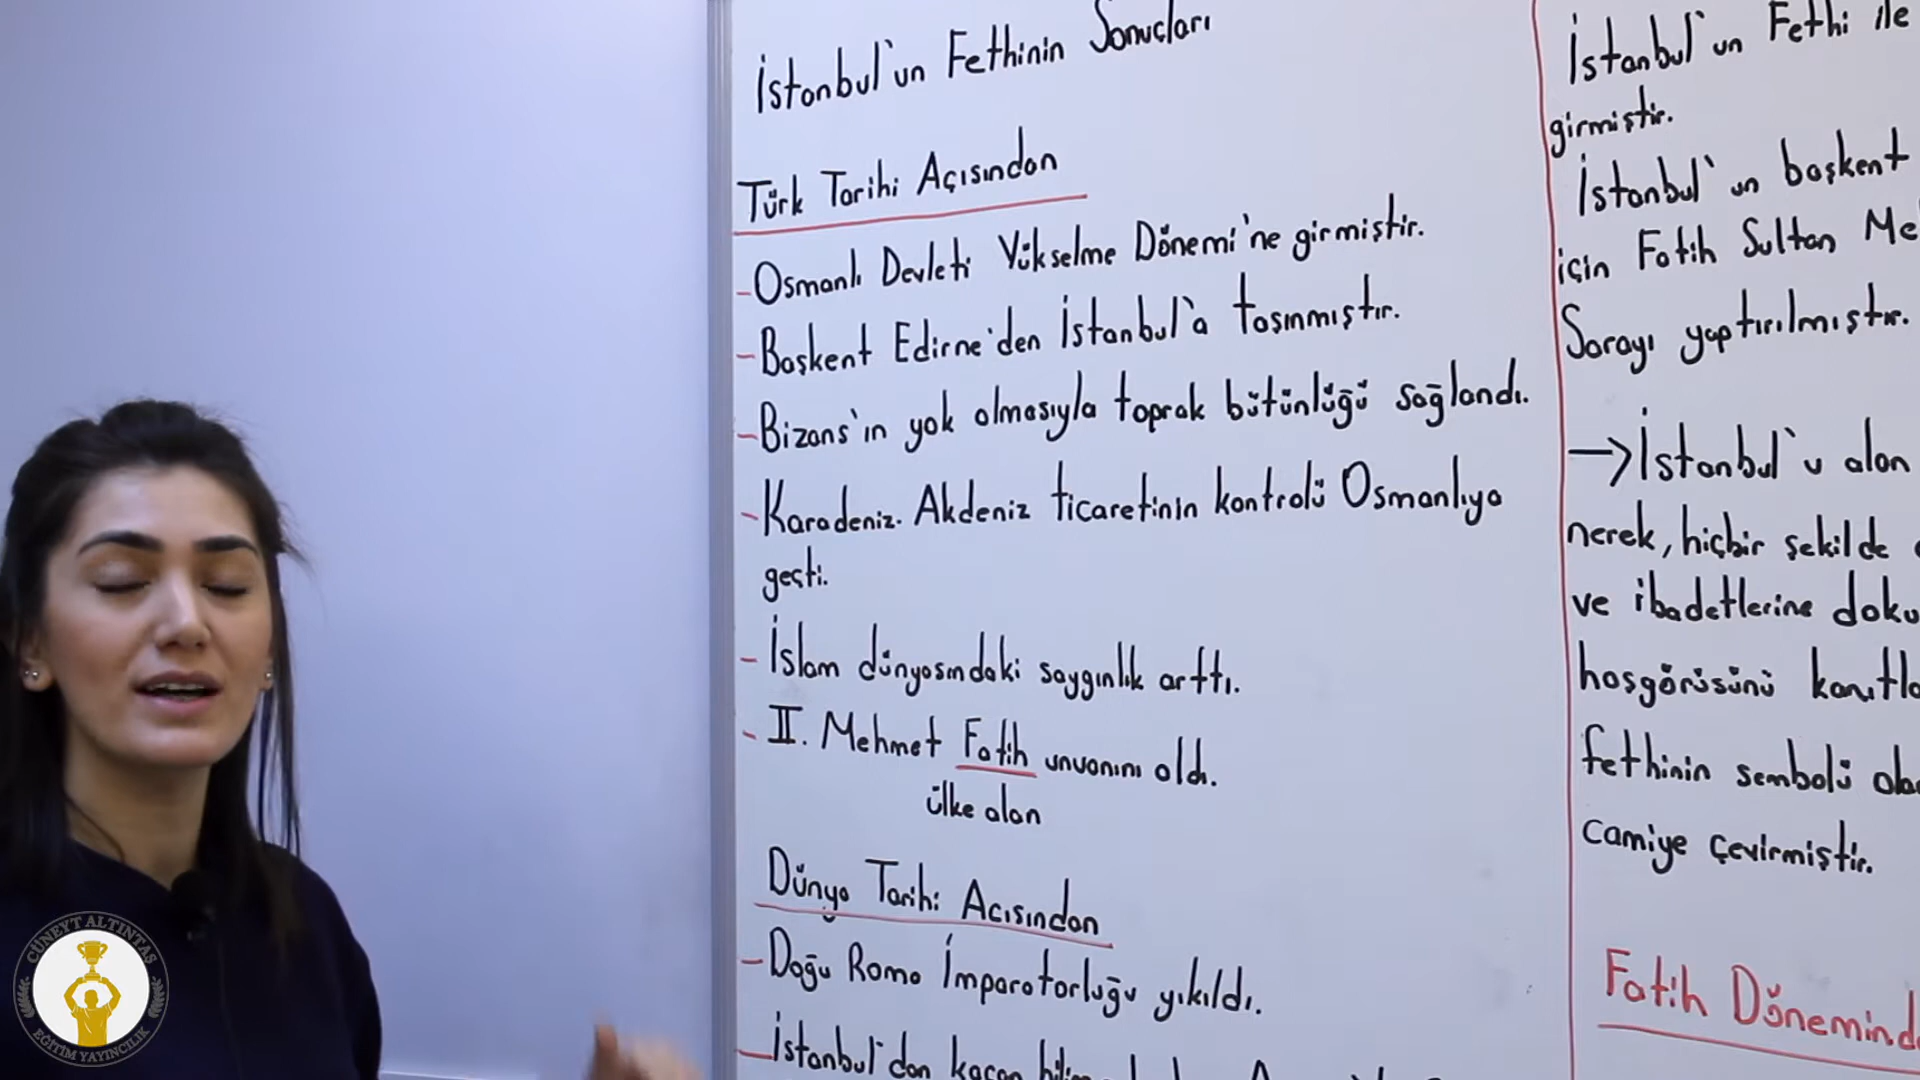 İstanbul'un Fethinin Sonuçları
Türk Tarihi Açısından
- Osmanlı Devleti Yükselme Dönemi'ne girmiştir.
- Başkent Edirne'den İstanbul'a taşınmıştır.
- Bizans'ın yok olmasıyla toprak bütünlüğü sağlandı.
- Karadeniz. Akdeniz ticaretinin kontrolü Osmanlıya
geçti.
- İslam dünyasındaki saygınlık arttı.
- II. Mehmet Fatih unvanını aldı.
ülke alan
Dünya Tarihi Açısından
- Doğu Roma İmparatorluğu yıkıldı.
- İstanbul'dan kaçan
İstanbul'un Fethi ile
girmiştir.
İstanbul'un başkent
için Fatih Sultan Me
Sarayı yaptırılmıştır.
→ İstanbul'u alan
nerek, hiçbir şekilde
ve ibadetlerine doku
hoşgörüsünü kanıtla
fethinin sembolü ola
camiye çevirmiştir.
Fatih Dönemind
CÜNEYT ALTINTAŞ
EĞİTİM YAYINCILIK